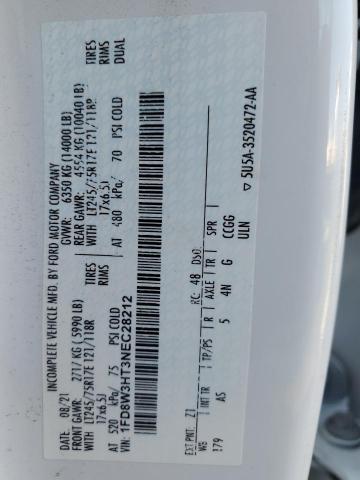 INCOMPLETE VEHICLE MFD. BY FORD MOTOR COMPANY
DATE: 08/21 GVWR: 6350 KG (14000 LB)
FRONT GAWR: 2717 KG (5990 LB) REAR GAWR: 4554 KG (10040 LB)
WITH LT245/75R17E 121/118R TIRES WITH LT245/75R17E 121/118R TIRES
17x6.5J RIMS 17x6.5J RIMS
AT 520 kPa/ 75 PSI COLD AT 480 kPa/ 70 PSI COLD DUAL
VIN: 1FD8W3HT3NEC28212
EXT PNT: Z1 RC: 48 DSO:
WB INT TR TP/PS R AXLE TR SPR
179 AS 5 4N G CCGG
ULN
▽ 5U5A-3520472-AA